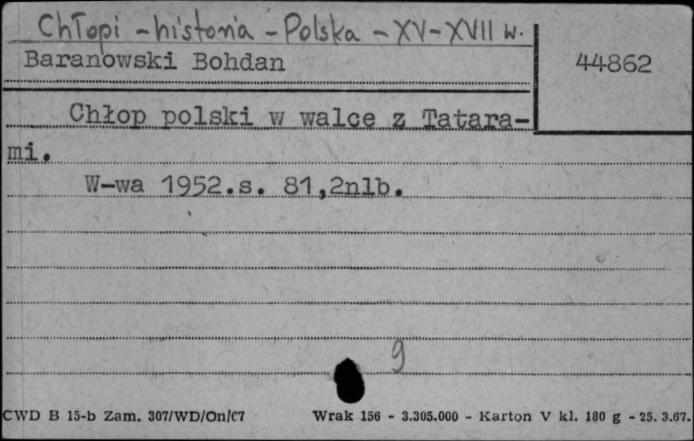 Chłopi - historia - Polska - XV-XVII w.
Baranowski Bohdan
44862
Chłop polski w walce z Tatara-
mi.
W-wa 1952.s. 81,2nlb.
9
CWD B 15-b Zam. 307/WD/On/67 Wrak 156 - 3.305.000 - Karton V kl. 180 g - 25. 3.67.